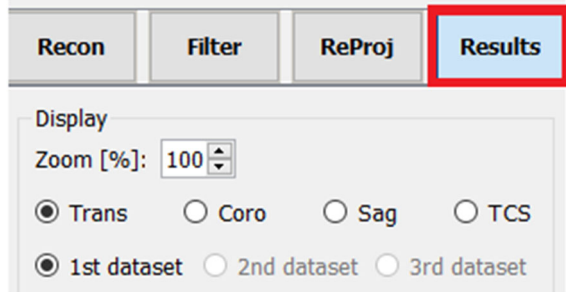 Recon Filter ReProj Results
Display
Zoom [%]: 100
Trans Coro Sag TCS
1st dataset 2nd dataset 3rd dataset